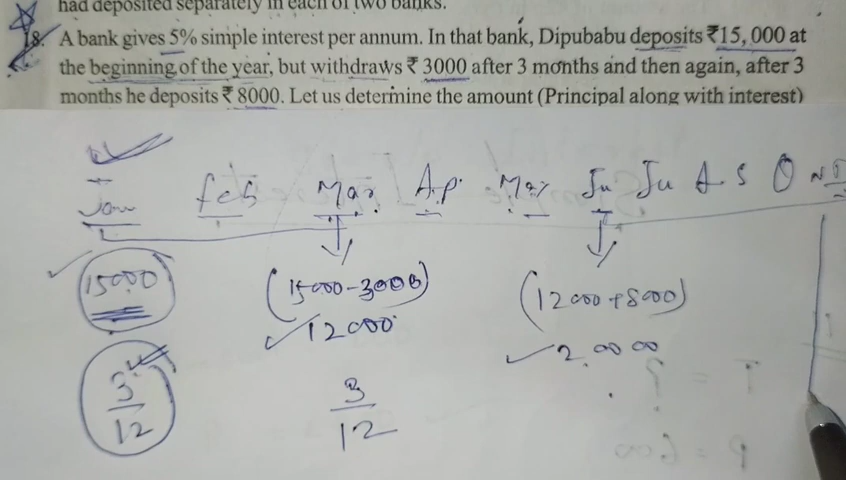 had deposited separately in each of two banks.
18. A bank gives 5% simple interest per annum. In that bank, Dipubabu deposits ₹15,000 at
the beginning of the year, but withdraws ₹ 3000 after 3 months and then again, after 3
months he deposits ₹ 8000. Let us determine the amount (Principal along with interest)
Jan Feb Mar Ap May Ju Ju A S O N D
15000 (15000-3000) (12000+8000)
12000 20000
3/12 3/12